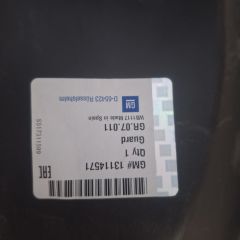 GM# 13114571
Qty 1
Guard
GR.07.011
WB1117 Made in Spain
GM
D-65423 Rüsselsheim
EAC